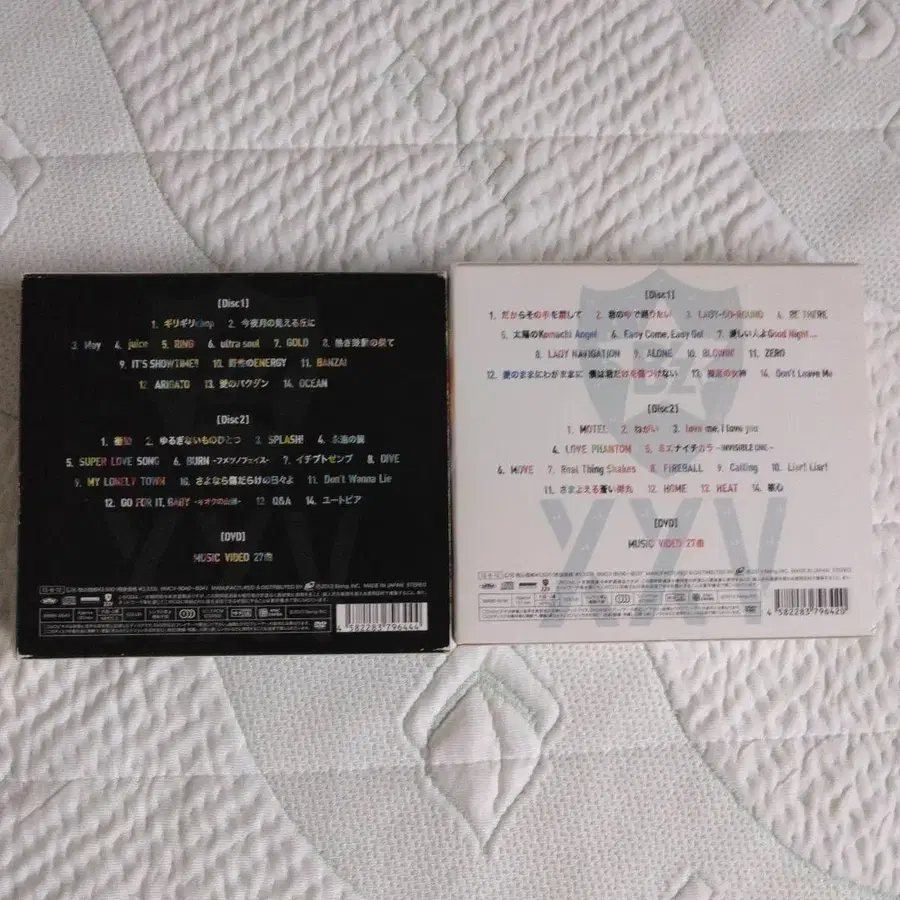 [Disc1]
1. ギリギリchop 2. 今夜月の見える丘に
3. May 4. juice 5. RING 6. ultra soul 7. GOLD 8. 熱き鼓動の果て
9. IT'S SHOWTIME!! 10. 野性のENERGY 11. BANZAI
12. ARIGATO 13. 愛のバクダン 14. OCEAN
[Disc2]
1. 衝動 2. ゆるぎないものひとつ 3. SPLASH! 4. 永遠の翼
5. SUPER LOVE SONG 6. BURN -フメツノフェイス- 7. イチブトゼンブ 8. DIVE
9. MY LONELY TOWN 10. さよなら傷だらけの日々よ 11. Don't Wanna Lie
12. GO FOR IT, BABY -キオクの山脈- 13. Q&A 14. ユートピア
[DVD]
MUSIC VIDEO 27曲
4 582283 796444
[Disc1]
1. だからその手を離して 2. 君の中で踊りたい 3. LADY-GO-ROUND 4. BE THERE
5. 太陽のKomachi Angel 6. Easy Come, Easy Go! 7. 愛しい人よGood Night...
8. LADY NAVIGATION 9. ALONE 10. BLOWIN' 11. ZERO
12. 愛のままにわがままに 僕は君だけを傷つけない 13. 裸足の女神 14. Don't Leave Me
[Disc2]
1. MOTEL 2. ねがい 3. love me, I love you
4. LOVE PHANTOM 5. ミエナイチカラ ~INVISIBLE ONE~
6. MOVE 7. Real Thing Shakes 8. FIREBALL 9. Calling 10. Liar! Liar!
11. さまよえる蒼い弾丸 12. HOME 13. HEAT 14. 核心
[DVD]
MUSIC VIDEO 27曲
4 582283 796420
XXV
XXV